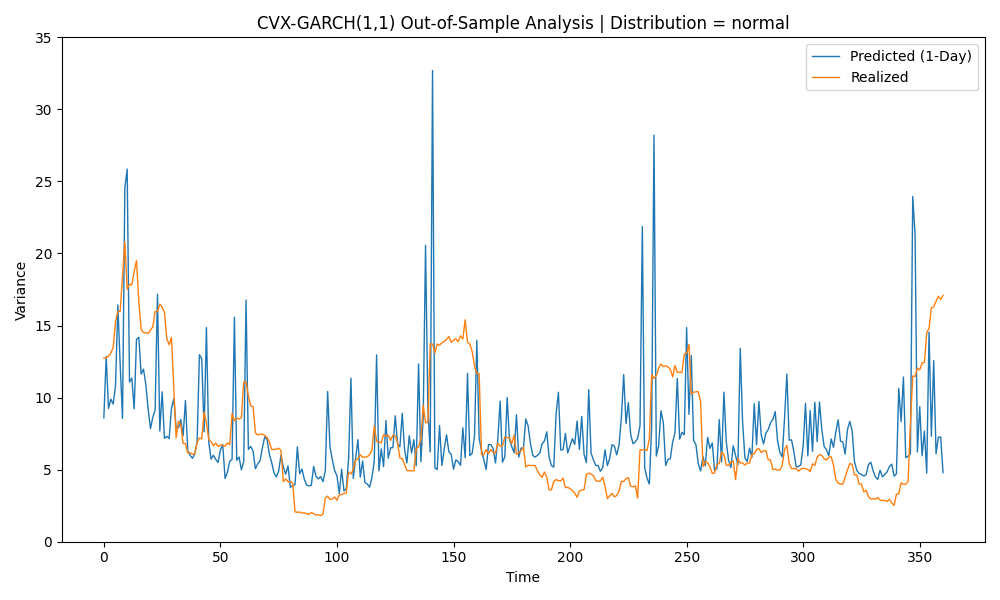 CVX-GARCH(1,1) Out-of-Sample Analysis | Distribution = normal
Predicted (1-Day)
Realized
Variance
35
30
25
20
15
10
5
0
0 50 100 150 200 250 300 350
Time